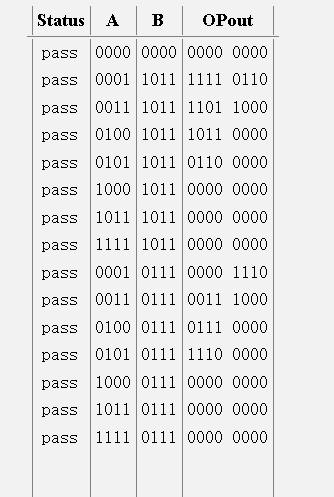 Status A B OPout
pass 0000 0000 0000 0000
pass 0001 1011 1111 0110
pass 0011 1011 1101 1000
pass 0100 1011 1011 0000
pass 0101 1011 0110 0000
pass 1000 1011 0000 0000
pass 1011 1011 0000 0000
pass 1111 1011 0000 0000
pass 0001 0111 0000 1110
pass 0011 0111 0011 1000
pass 0100 0111 0111 0000
pass 0101 0111 1110 0000
pass 1000 0111 0000 0000
pass 1011 0111 0000 0000
pass 1111 0111 0000 0000